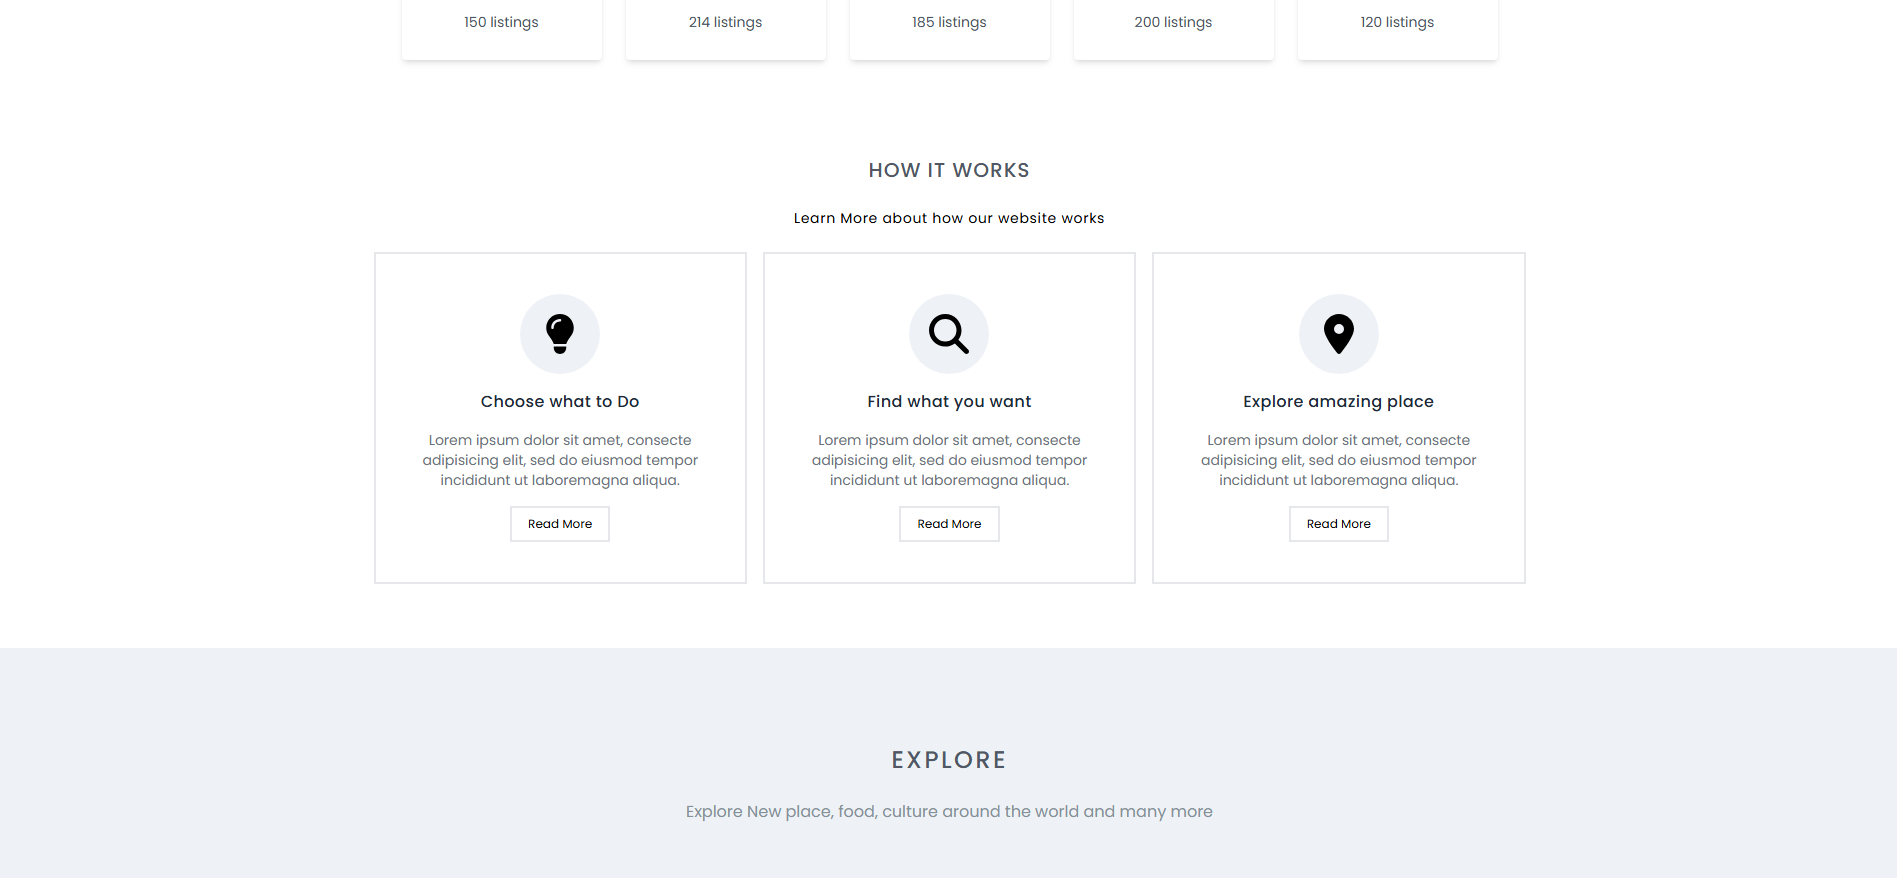 150 listings
214 listings
185 listings
200 listings
120 listings
HOW IT WORKS
Learn More about how our website works
Choose what to Do
Lorem ipsum dolor sit amet, consecte
adipisicing elit, sed do eiusmod tempor
incididunt ut laboremagna aliqua.
Read More
Find what you want
Lorem ipsum dolor sit amet, consecte
adipisicing elit, sed do eiusmod tempor
incididunt ut laboremagna aliqua.
Read More
Explore amazing place
Lorem ipsum dolor sit amet, consecte
adipisicing elit, sed do eiusmod tempor
incididunt ut laboremagna aliqua.
Read More
EXPLORE
Explore New place, food, culture around the world and many more